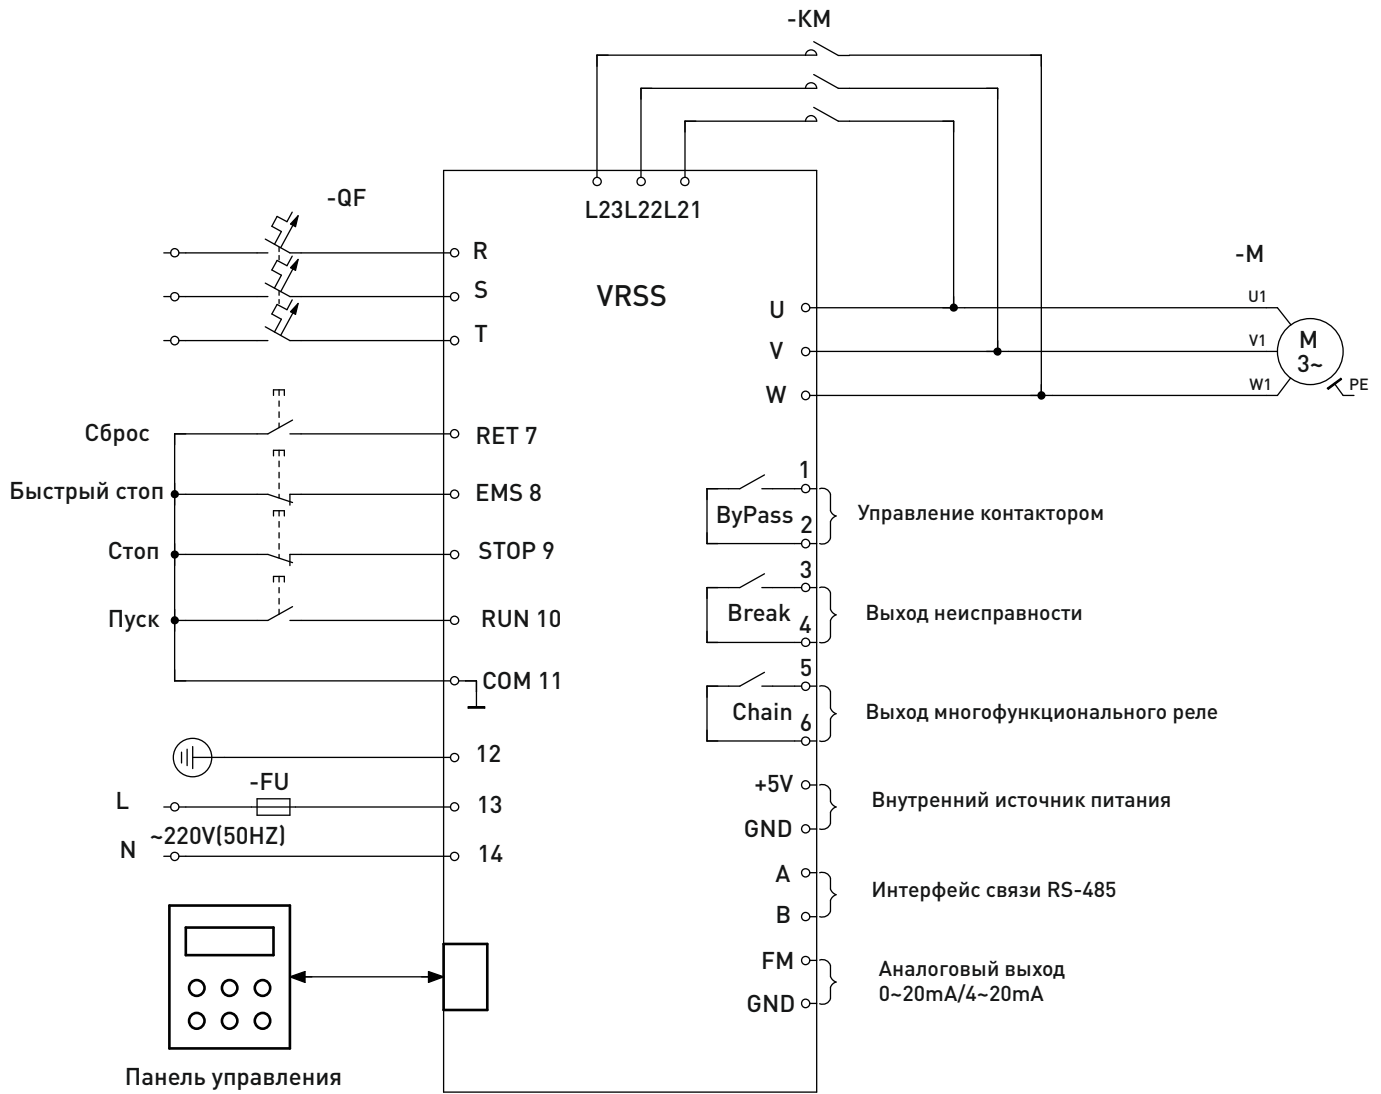 -KM
L23 L22 L21
-QF
R
S
T
VRSS
-M
U
V
W
U1
V1
W1
M
3~
PE
Сброс
RET 7
Быстрый стоп
EMS 8
Стоп
STOP 9
Пуск
RUN 10
COM 11
12
-FU
L
13
~220V(50HZ)
N
14
Панель управления
1
ByPass
2
Управление контактором
3
Break
4
Выход неисправности
5
Chain
6
Выход многофункционального реле
+5V
GND
Внутренний источник питания
A
B
Интерфейс связи RS-485
FM
GND
Аналоговый выход
0~20mA/4~20mA